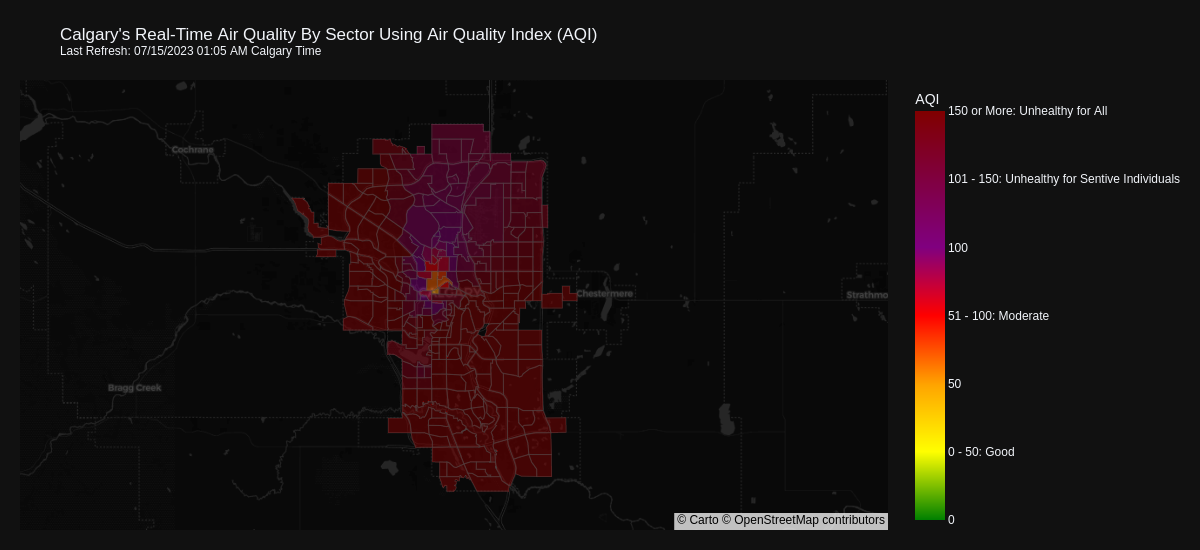 Calgary's Real-Time Air Quality By Sector Using Air Quality Index (AQI)
Last Refresh: 07/15/2023 01:05 AM Calgary Time
AQI
150 or More: Unhealthy for All
Cochrane
101 - 150: Unhealthy for Sentive Individuals
100
Chestermere
Strathmo
51 - 100: Moderate
50
Bragg Creek
0 - 50: Good
0
© Carto © OpenStreetMap contributors